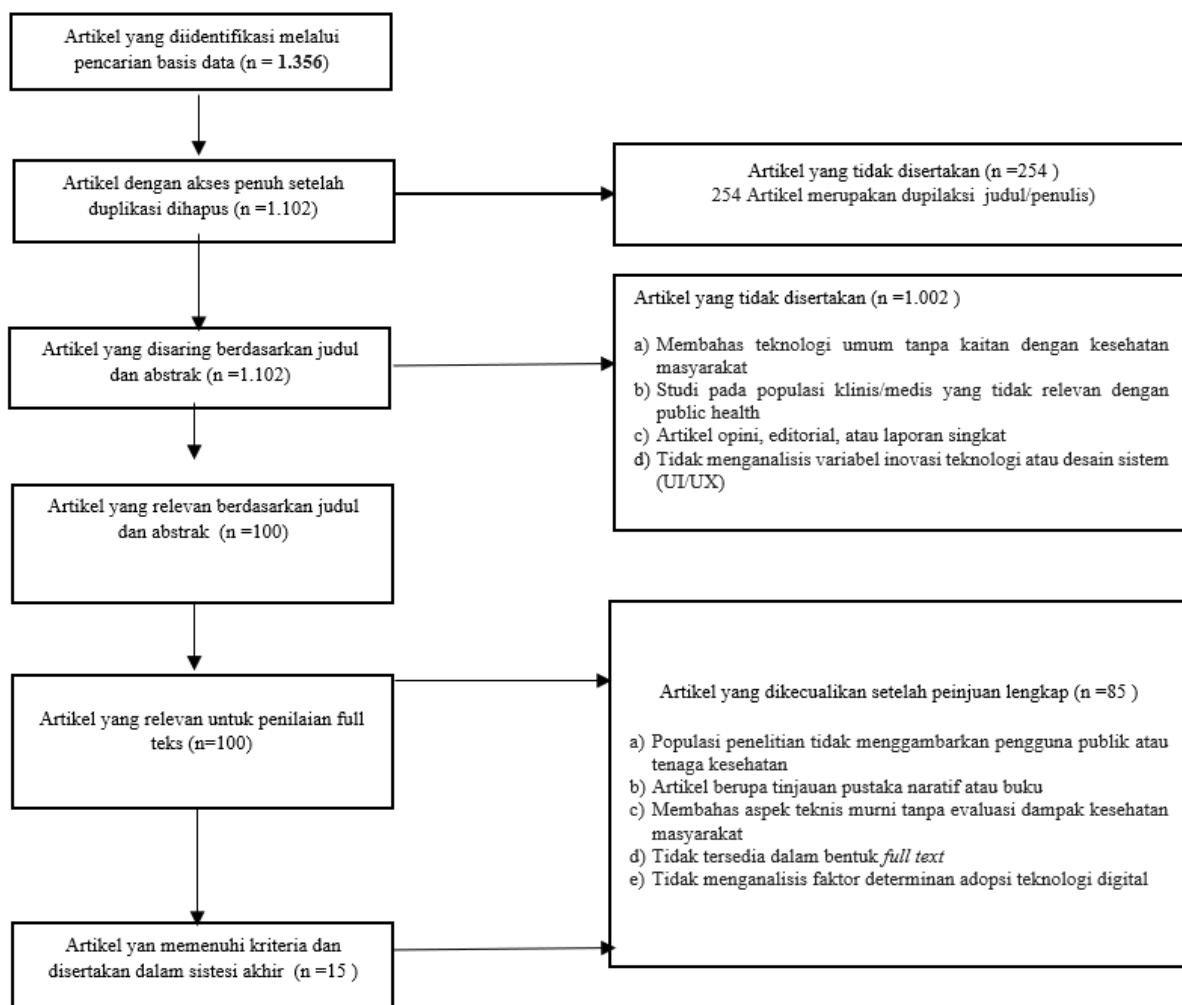 Artikel yang diidentifikasi melalui
pencarian basis data (n = 1.356)
Artikel dengan akses penuh setelah
duplikasi dihapus (n =1.102)
Artikel yang tidak disertakan (n =254 )
254 Artikel merupakan dupilaksi judul/penulis)
Artikel yang disaring berdasarkan judul
dan abstrak (n =1.102)
Artikel yang tidak disertakan (n =1.002 )
a) Membahas teknologi umum tanpa kaitan dengan kesehatan
masyarakat
b) Studi pada populasi klinis/medis yang tidak relevan dengan
public health
c) Artikel opini, editorial, atau laporan singkat
d) Tidak menganalisis variabel inovasi teknologi atau desain sistem
(UI/UX)
Artikel yang relevan berdasarkan judul
dan abstrak (n =100)
Artikel yang relevan untuk penilaian full
teks (n=100)
Artikel yang dikecualikan setelah peinjuan lengkap (n =85 )
a) Populasi penelitian tidak menggambarkan pengguna publik atau
tenaga kesehatan
b) Artikel berupa tinjauan pustaka naratif atau buku
c) Membahas aspek teknis murni tanpa evaluasi dampak kesehatan
masyarakat
d) Tidak tersedia dalam bentuk full text
e) Tidak menganalisis faktor determinan adopsi teknologi digital
Artikel yan memenuhi kriteria dan
disertakan dalam sistesi akhir (n =15 )